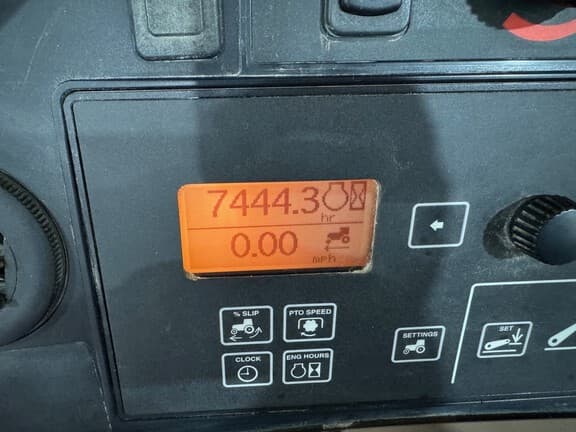 7444.3
hr
0.00
mph
% SLIP
PTO SPEED
CLOCK
ENG HOURS
SETTINGS
SET